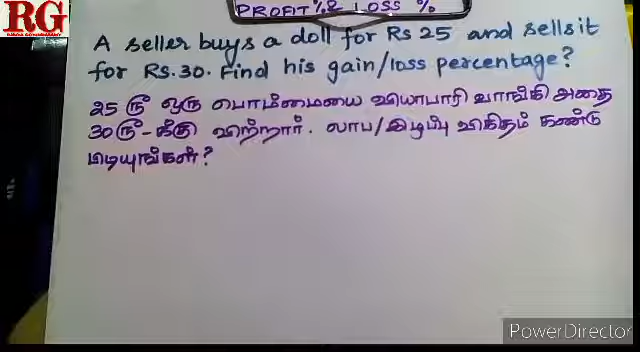 RG
PROFIT % & LOSS %
A seller buys a doll for Rs 25 and sells it
for Rs.30. Find his gain/loss percentage?
25 ரூ ஒரு பொம்மையை வியாபாரி வாங்கி அதை
30 ரூ-க்கு விற்றார். லாப/இழப்பு விகிதம் கண்டு
பிடியுங்கள்?
PowerDirector